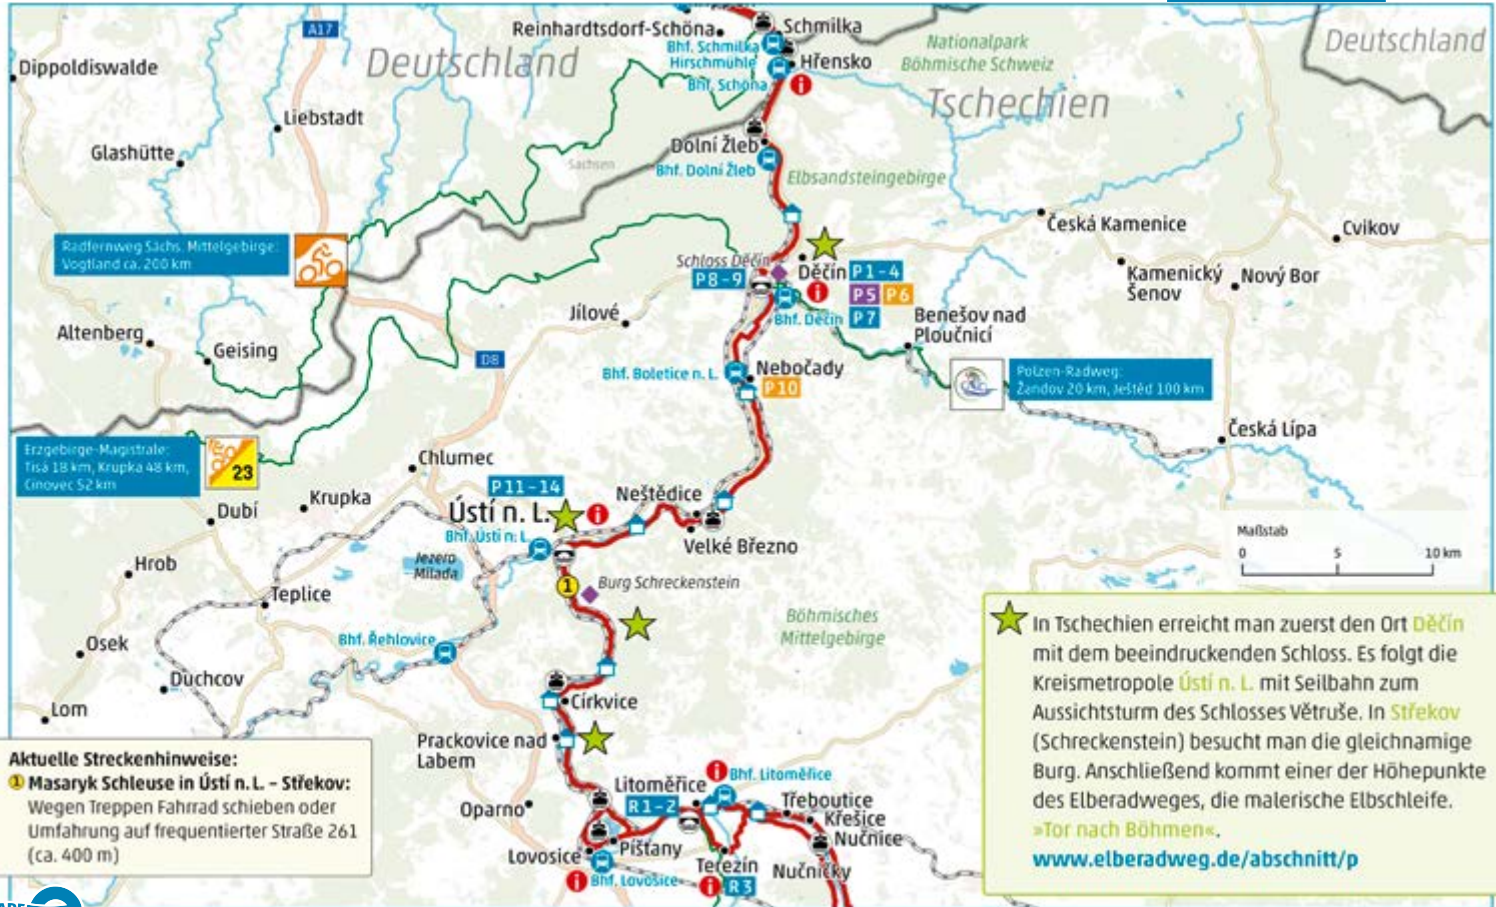 A17
Reinhardtsdorf-Schöna
Schmilka
Deutschland
Bhf. Schmilka
Hirschmühle
Hřensko
Nationalpark
Böhmische Schweiz
Deutschland
Dippoldiswalde
Bhf. Schöna
Tschechien
Liebstadt
Glashütte
Dolní Žleb
Sachsen
Bhf. Dolní Žleb
Elbsandsteingebirge
Česká Kamenice
Cvikov
Radfernweg Sächs. Mittelgebirge:
Vogtland ca. 200 km
Schloss Děčín
P8-9
Děčín
P1-4
P5
P6
Bhf. Děčín
P7
Kamenický
Šenov
Nový Bor
Jílové
Benešov nad
Ploučnicí
Altenberg
Geising
D8
Bhf. Boletice n. L.
Nebočady
P10
Polzen-Radweg:
Žandov 20 km, Ještěd 100 km
Česká Lípa
Erzgebirge-Magistrale:
Tisá 18 km, Krupka 48 km,
Cínovec 52 km
23
Chlumec
P11-14
Krupka
Dubí
Ústí n. L.
Neštědice
Bhf. Ústí n. L.
Velké Březno
Maßstab
0 5 10 km
Hrob
Jezero
Milada
1
Burg Schreckenstein
Teplice
Böhmisches
Mittelgebirge
Osek
Bhf. Řehlovice
Duchcov
Lom
Církvice
Prackovice nad
Labem
In Tschechien erreicht man zuerst den Ort Děčín
mit dem beeindruckenden Schloss. Es folgt die
Kreismetropole Ústí n. L. mit Seilbahn zum
Aussichtsturm des Schlosses Větruše. In Střekov
(Schreckenstein) besucht man die gleichnamige
Burg. Anschließend kommt einer der Höhepunkte
des Elberadweges, die malerische Elbschleife.
»Tor nach Böhmen«.
www.elberadweg.de/abschnitt/p
Aktuelle Streckenhinweise:
1 Masaryk Schleuse in Ústí n. L. – Střekov:
Wegen Treppen Fahrrad schieben oder
Umfahrung auf frequentierter Straße 261
(ca. 400 m)
Oparno
Litoměřice
Bhf. Litoměřice
R1-2
Třeboutice
Křešice
Nučnice
Lovosice
Píšťany
Terezín
Nučničky
Bhf. Lovosice
R3